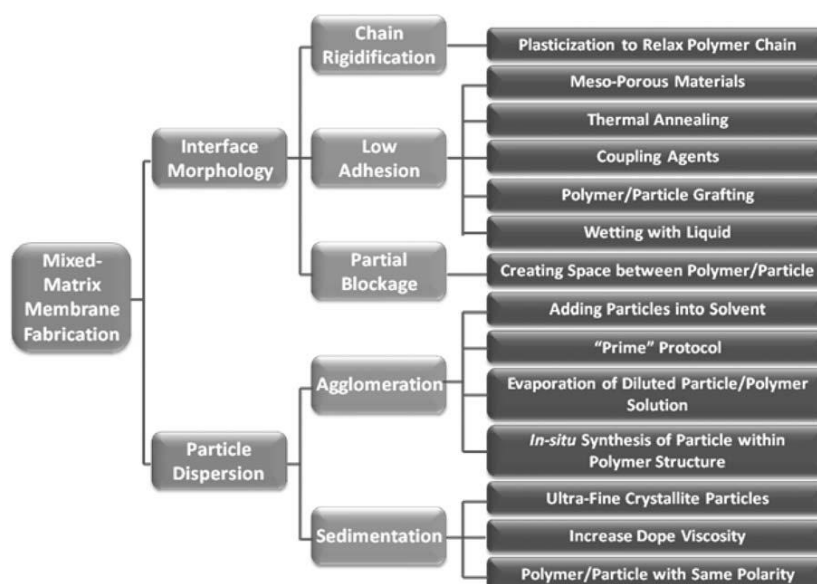 Mixed-
Matrix
Membrane
Fabrication
Interface
Morphology
Chain
Rigidification
Plasticization to Relax Polymer Chain
Low
Adhesion
Meso-Porous Materials
Thermal Annealing
Coupling Agents
Polymer/Particle Grafting
Wetting with Liquid
Partial
Blockage
Creating Space between Polymer/Particle
Particle
Dispersion
Agglomeration
Adding Particles into Solvent
“Prime” Protocol
Evaporation of Diluted Particle/Polymer
Solution
In-situ Synthesis of Particle within
Polymer Structure
Sedimentation
Ultra-Fine Crystallite Particles
Increase Dope Viscosity
Polymer/Particle with Same Polarity